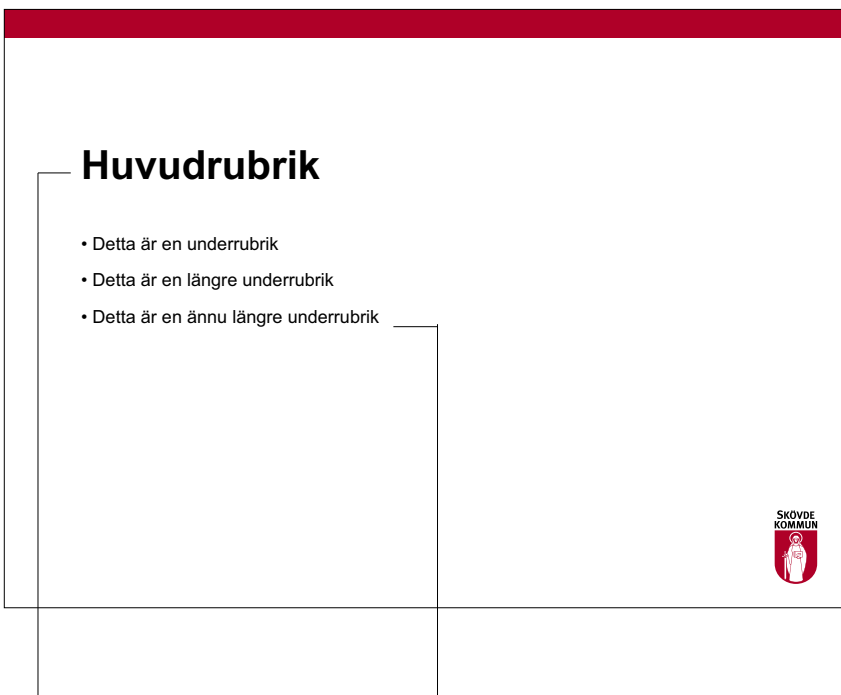 Huvudrubrik
• Detta är en underrubrik
• Detta är en längre underrubrik
• Detta är en ännu längre underrubrik
SKÖVDE
KOMMUN